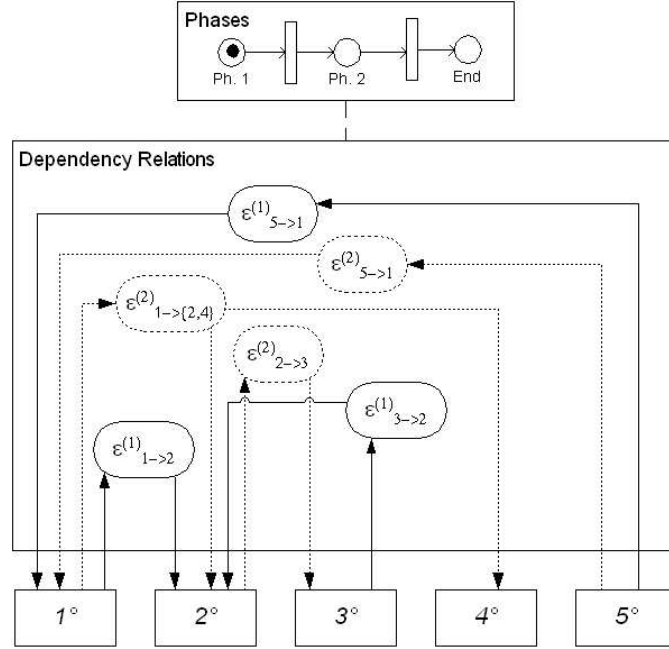 Phases
Ph. 1 Ph. 2 End
Dependency Relations
ε(1) 5->1
ε(2) 5->1
ε(2) 1->{2,4}
ε(2) 2->3
ε(1) 3->2
ε(1) 1->2
1° 2° 3° 4° 5°